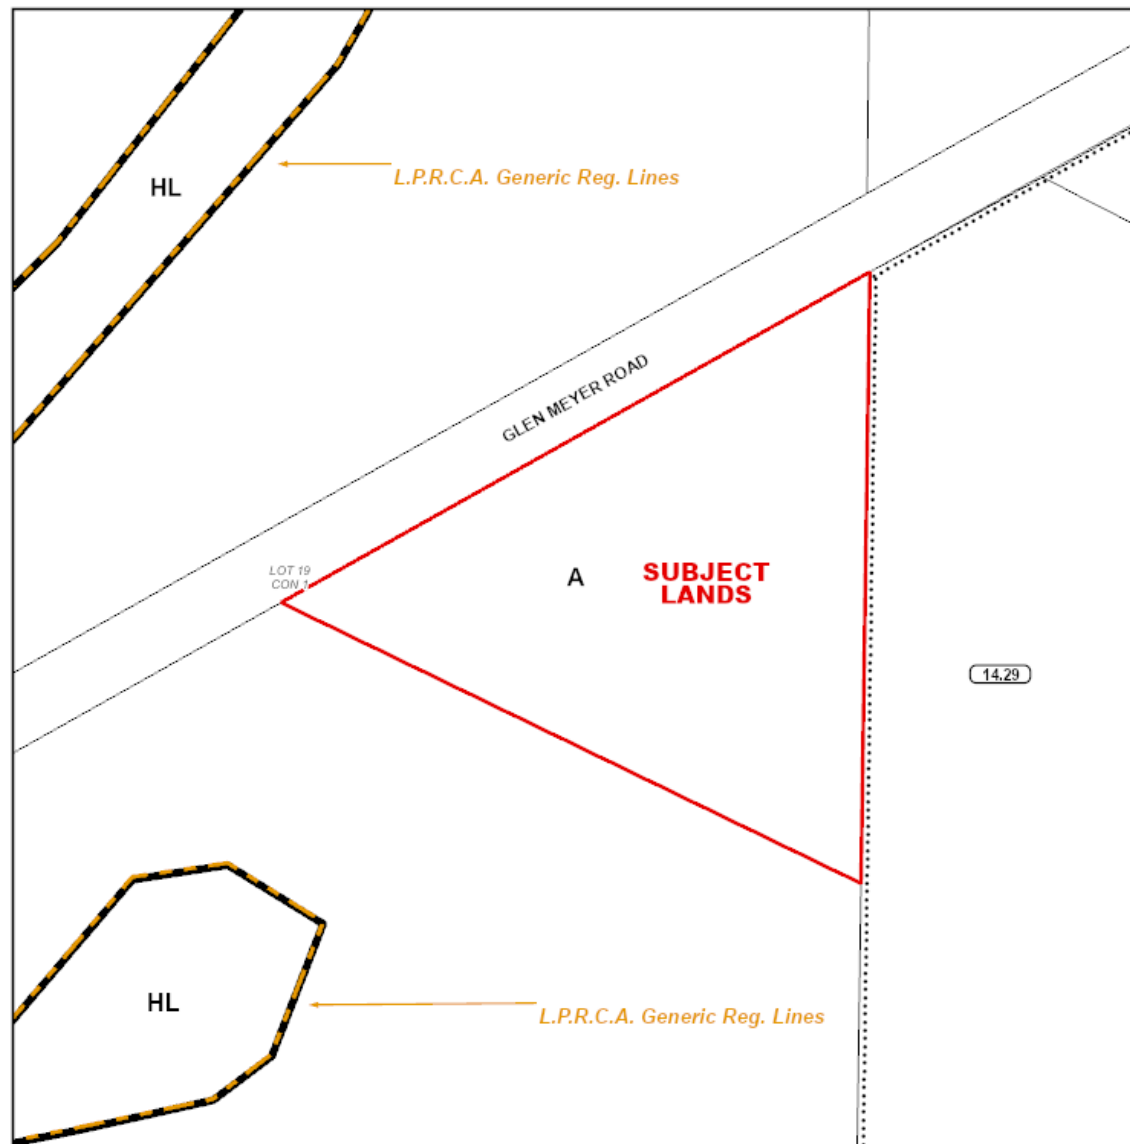 HL
L.P.R.C.A. Generic Reg. Lines
GLEN MEYER ROAD
LOT 19
CON 1
A
SUBJECT
LANDS
14.29
HL
L.P.R.C.A. Generic Reg. Lines